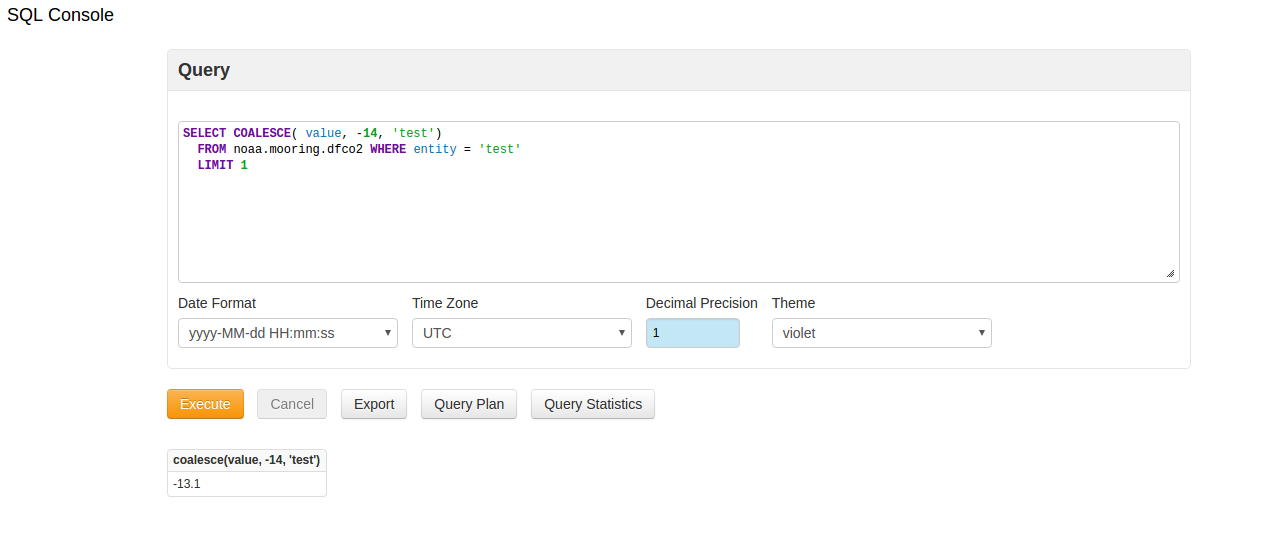 SQL Console
Query
SELECT COALESCE( value, -14, 'test')
FROM noaa.mooring.dfco2 WHERE entity = 'test'
LIMIT 1
Date Format Time Zone Decimal Precision Theme
yyyy-MM-dd HH:mm:ss UTC 1 violet
Execute Cancel Export Query Plan Query Statistics
coalesce(value, -14, 'test')
-13.1